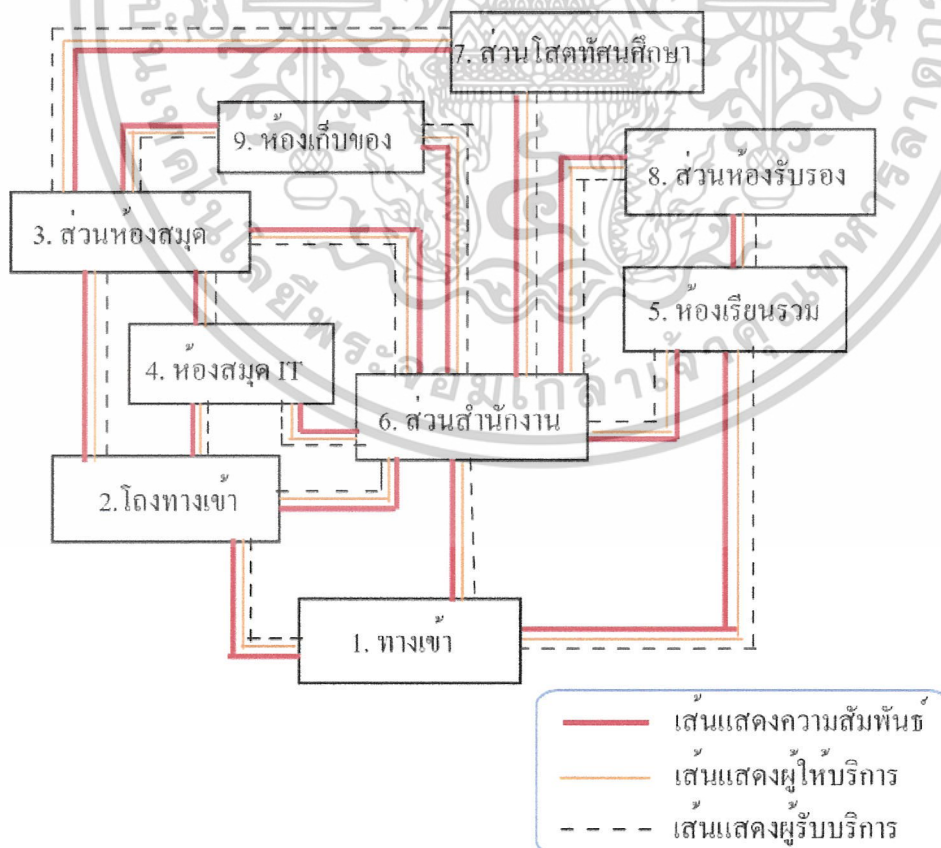 7. ส่วนโสตทัศนศึกษา
9. ห้องเก็บของ
8. ส่วนห้องรับรอง
3. ส่วนห้องสมุด
5. ห้องเรียนรวม
4. ห้องสมุด IT
6. ส่วนสำนักงาน
2.โถงทางเข้า
1. ทางเข้า
เส้นแสดงความสัมพันธ์
เส้นแสดงผู้ให้บริการ
เส้นแสดงผู้รับบริการ